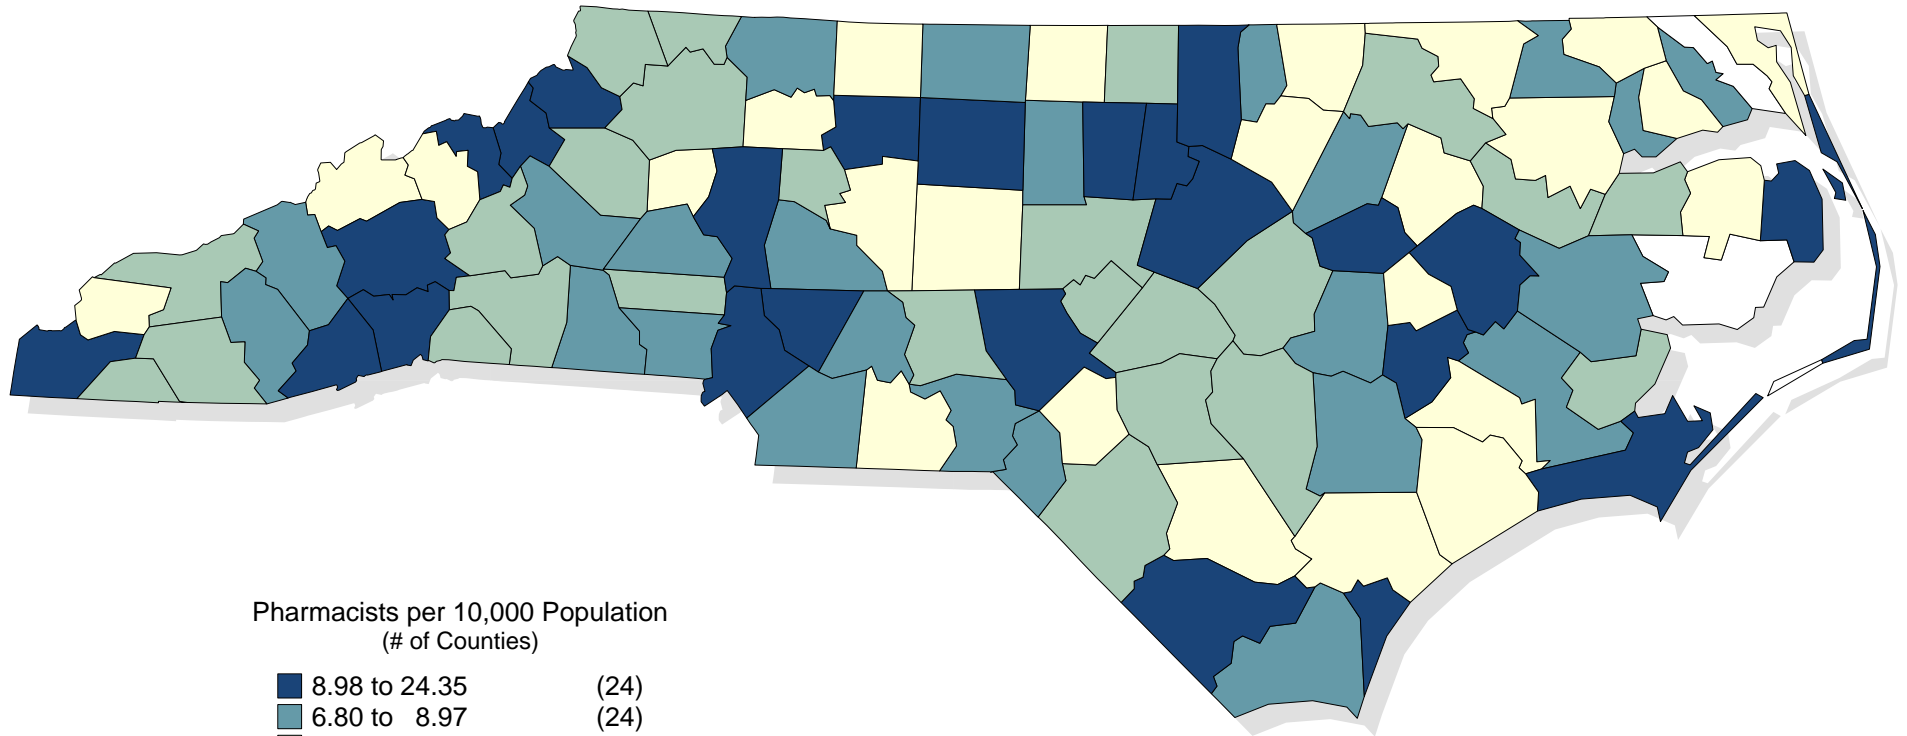 Pharmacists per 10,000 Population
(# of Counties)
8.98 to 24.35 (24)
6.80 to 8.97 (24)